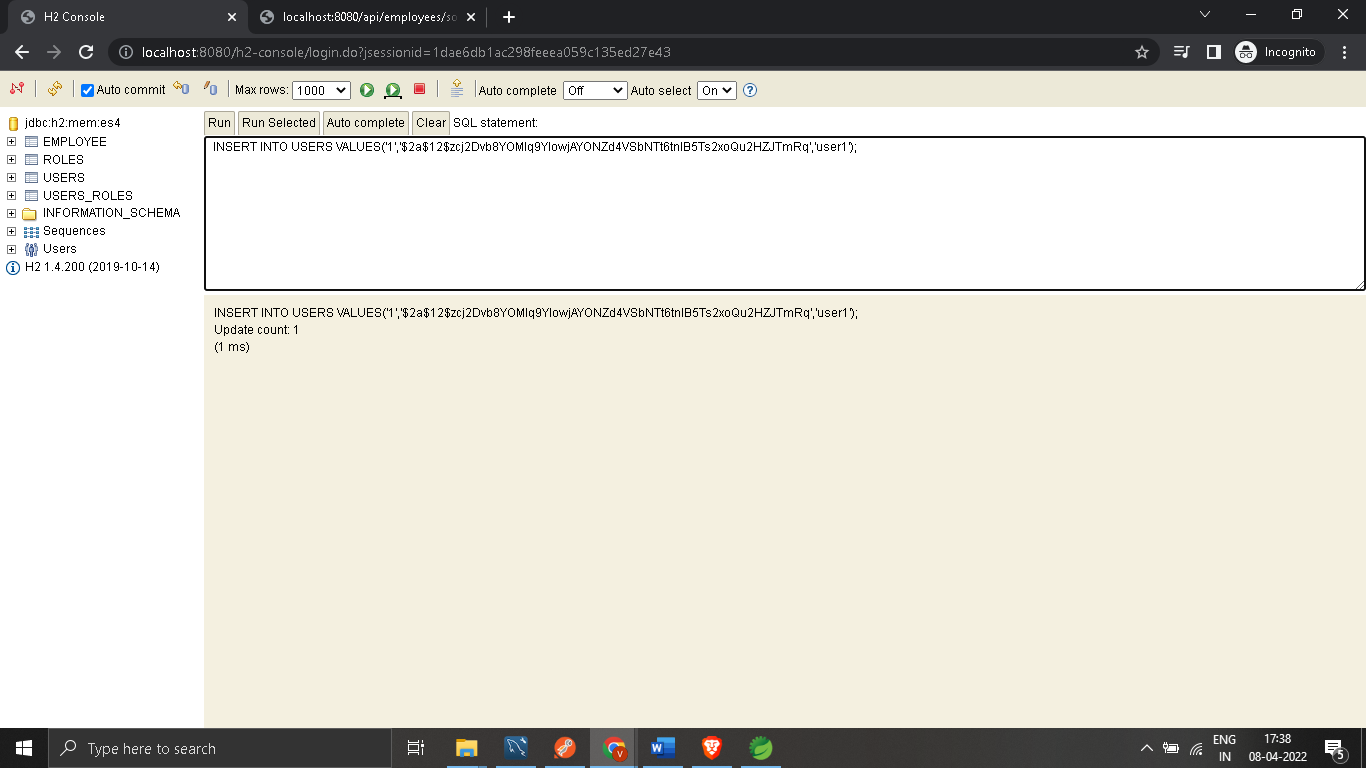 H2 Console
localhost:8080/api/employees/so
localhost:8080/h2-console/login.do?jsessionid=1dae6db1ac298feeea059c135ed27e43
Incognito
Auto commit
Max rows: 1000
Auto complete Off
Auto select On
jdbc:h2:mem:es4
EMPLOYEE
ROLES
USERS
USERS_ROLES
INFORMATION_SCHEMA
Sequences
Users
H2 1.4.200 (2019-10-14)
Run Run Selected Auto complete Clear SQL statement:
INSERT INTO USERS VALUES('1','$2a$12$zcj2Dvb8YOMIq9YlowjAYONZd4VSbNTt6tnlB5Ts2xoQu2HZJTmRq','user1');
INSERT INTO USERS VALUES('1','$2a$12$zcj2Dvb8YOMIq9YlowjAYONZd4VSbNTt6tnlB5Ts2xoQu2HZJTmRq','user1');
Update count: 1
(1 ms)
Type here to search
V
W
ENG
IN
17:38
08-04-2022
5